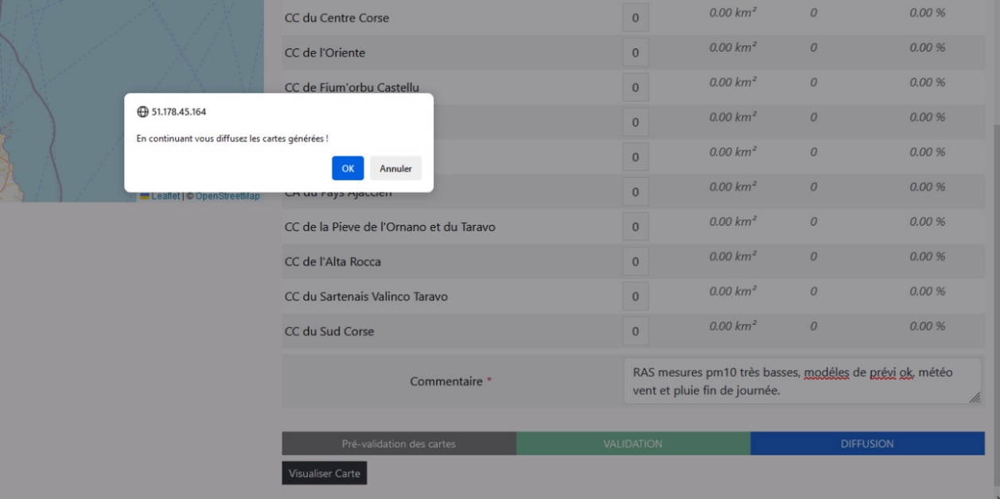 CC du Centre Corse 0 0.00 km² 0 0.00 %
CC de l'Oriente 0 0.00 km² 0 0.00 %
CC de Fium'orbu Castellu 0 0.00 km² 0 0.00 %
0 0.00 km² 0 0.00 %
0 0.00 km² 0 0.00 %
CA du Pays Ajaccien 0 0.00 km² 0 0.00 %
CC de la Pieve de l'Ornano et du Taravo 0 0.00 km² 0 0.00 %
CC de l'Alta Rocca 0 0.00 km² 0 0.00 %
CC du Sartenais Valinco Taravo 0 0.00 km² 0 0.00 %
CC du Sud Corse 0 0.00 km² 0 0.00 %
51.178.45.164
En continuant vous diffusez les cartes générées !
OK Annuler
Leaflet | © OpenStreetMap
Commentaire *
RAS mesures pm10 très basses, modéles de prévi ok, météo
vent et pluie fin de journée.
Pré-validation des cartes VALIDATION DIFFUSION
Visualiser Carte